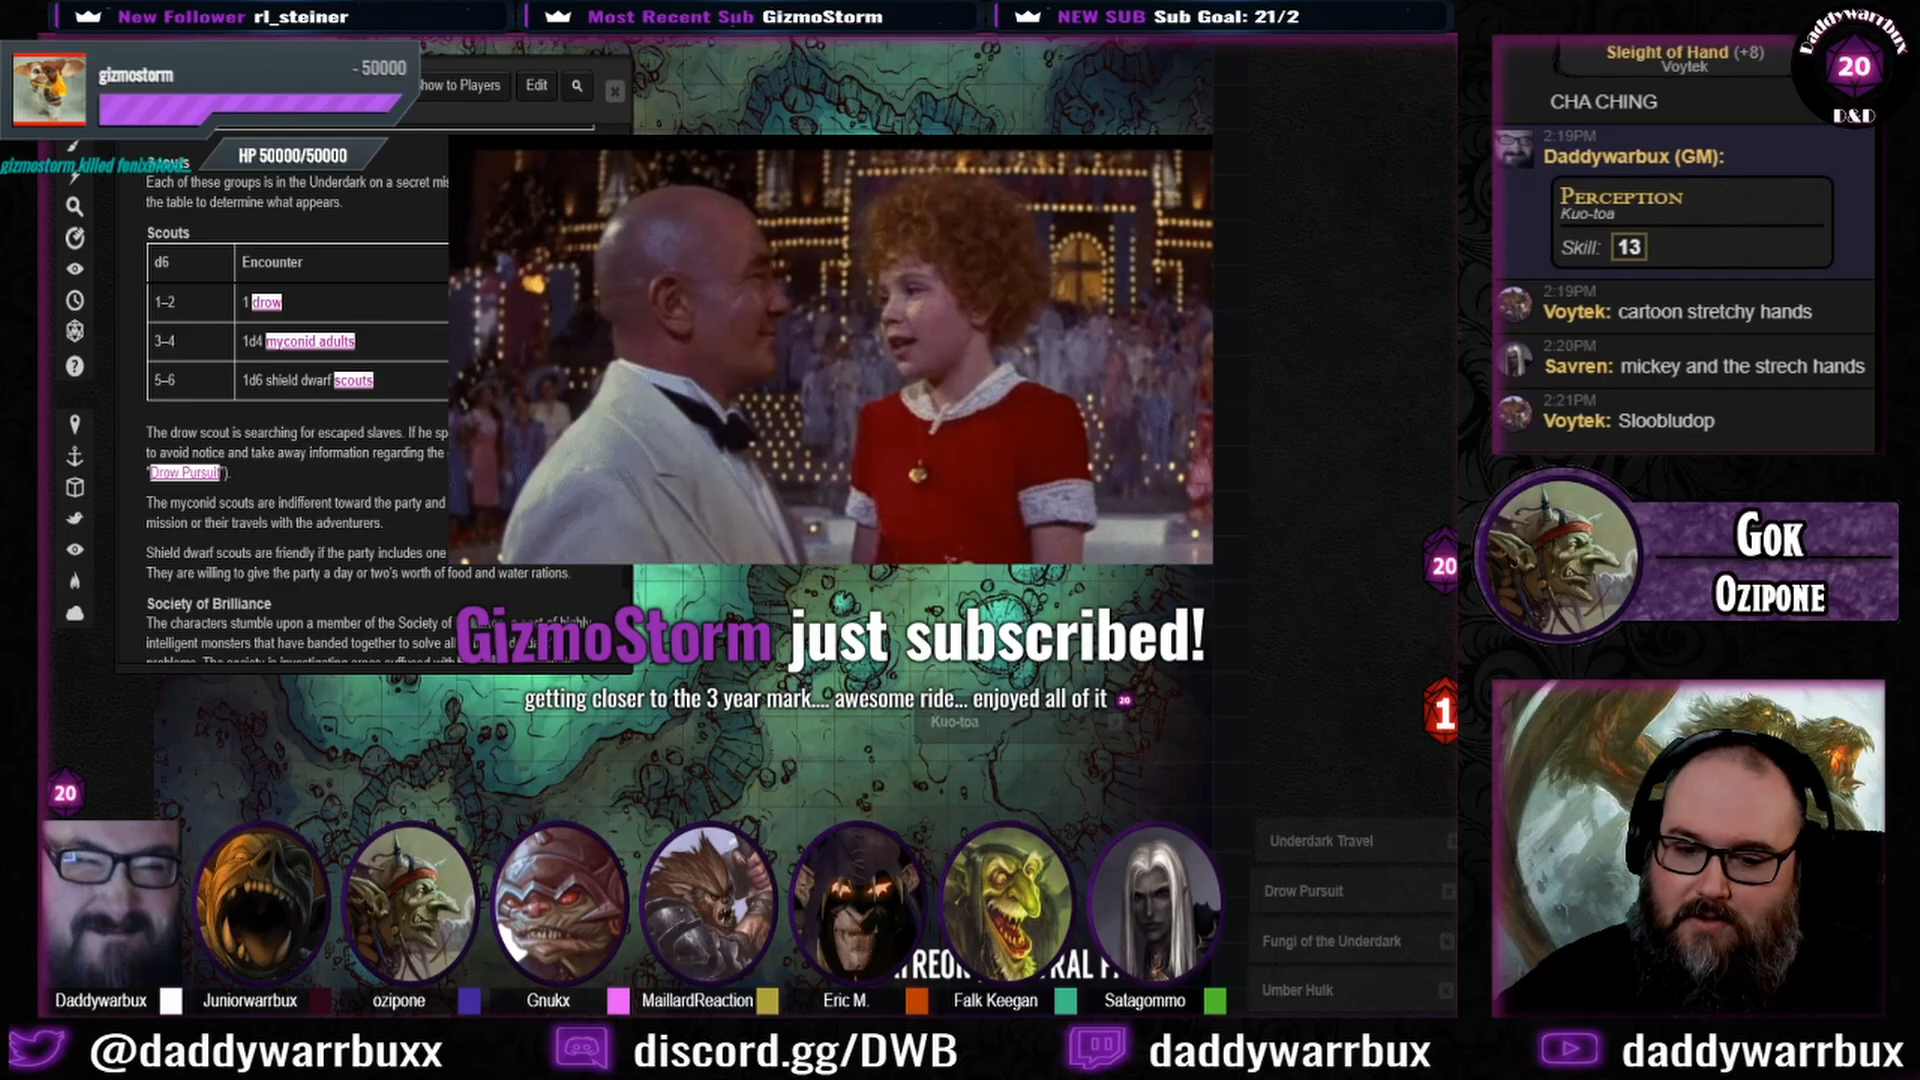 New Follower rl_steiner
Most Recent Sub GizmoStorm
NEW SUB Sub Goal: 21/2
Daddywarrbux
20
D&D
gizmostorm
- 50000
HP 50000/50000
gizmostorm killed
how to Players
Edit
Each of these groups is in the Underdark on a secret
the table to determine what appears.
Scouts
d6 Encounter
1–2 1 drow
3–4 1d4 myconid adults
5–6 1d6 shield dwarf scouts
The drow scout is searching for escaped slaves. If he
to avoid notice and take away information regarding the
"Drow Pursuit").
The myconid scouts are indifferent toward the party and
mission or their travels with the adventurers.
Shield dwarf scouts are friendly if the party includes one
They are willing to give the party a day or two's worth of food and water rations.
Society of Brilliance
The characters stumble upon a member of the Society of
intelligent monsters that have banded together to solve all
GizmoStorm just subscribed!
getting closer to the 3 year mark.... awesome ride... enjoyed all of it 20
Kuo-toa
Sleight of Hand (+8)
Voytek
CHA CHING
2:19PM
Daddywarbux (GM):
Perception
Kuo-toa
Skill: 13
2:19PM
Voytek: cartoon stretchy hands
2:20PM
Savren: mickey and the strech hands
2:21PM
Voytek: Sloobludop
Gok
Ozipone
20
1
20
Underdark Travel
Drow Pursuit
Fungi of the Underdark
Umber Hulk
Daddywarbux
Juniorwarrbux
ozipone
Gnukx
MaillardReaction
Eric M.
Falk Keegan
Satagommo
@daddywarrbuxx
discord.gg/DWB
daddywarrbux
daddywarrbux